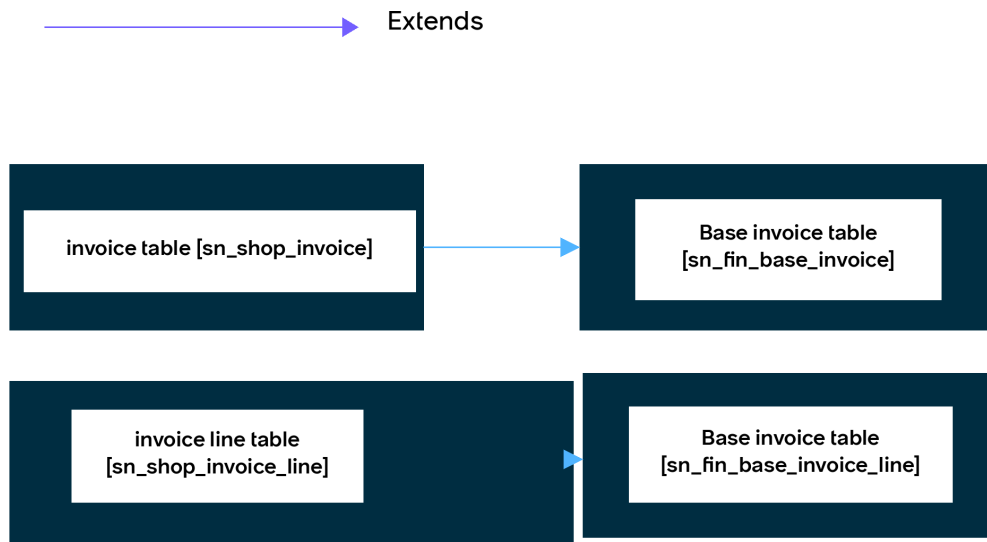 Extends
invoice table [sn_shop_invoice]
Base invoice table
[sn_fin_base_invoice]
invoice line table
[sn_shop_invoice_line]
Base invoice table
[sn_fin_base_invoice_line]